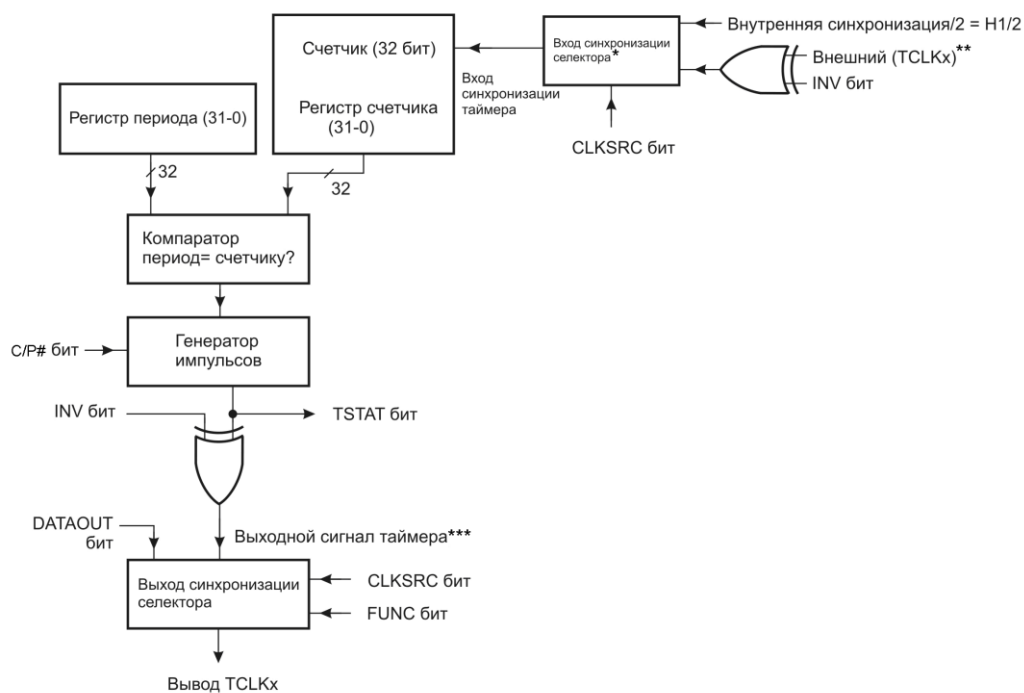 Счетчик (32 бит)
Регистр счетчика
(31-0)
Вход синхронизации
селектора*
Внутренняя синхронизация/2 = H1/2
Внешний (TCLKx)**
INV бит
Вход
синхронизации
таймера
CLKSRC бит
Регистр периода (31-0)
32
32
Компаратор
период= счетчику?
C/P# бит
Генератор
импульсов
INV бит
TSTAT бит
DATAOUT
бит
Выходной сигнал таймера***
Выход синхронизации
селектора
CLKSRC бит
FUNC бит
Вывод TCLKx